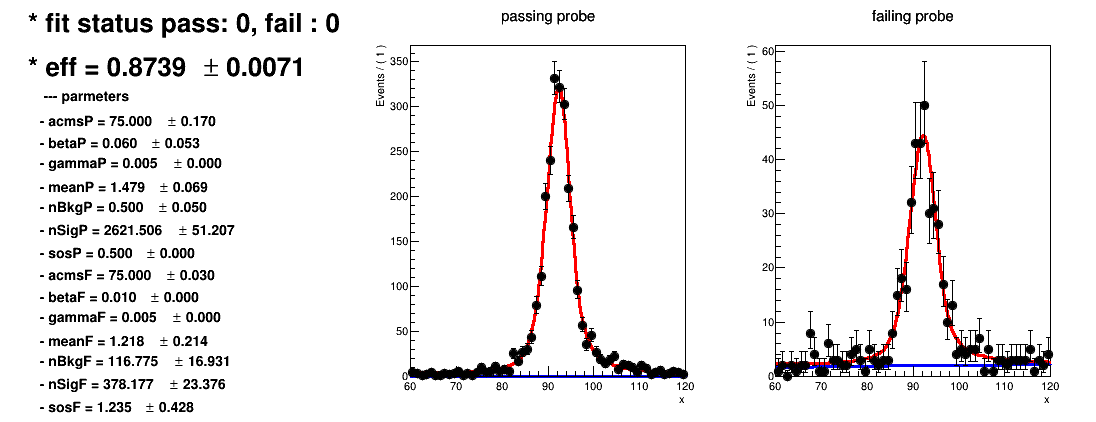 * fit status pass: 0, fail : 0
* eff = 0.8739 ± 0.0071
--- parmeters
- acmsP = 75.000 ± 0.170
- betaP = 0.060 ± 0.053
- gammaP = 0.005 ± 0.000
- meanP = 1.479 ± 0.069
- nBkgP = 0.500 ± 0.050
- nSigP = 2621.506 ± 51.207
- sosP = 0.500 ± 0.000
- acmsF = 75.000 ± 0.030
- betaF = 0.010 ± 0.000
- gammaF = 0.005 ± 0.000
- meanF = 1.218 ± 0.214
- nBkgF = 116.775 ± 16.931
- nSigF = 378.177 ± 23.376
- sosF = 1.235 ± 0.428
passing probe
Events / ( 1 )
350
300
250
200
150
100
50
0
60 70 80 90 100 110 120
x
failing probe
Events / ( 1 )
60
50
40
30
20
10
0
60 70 80 90 100 110 120
x